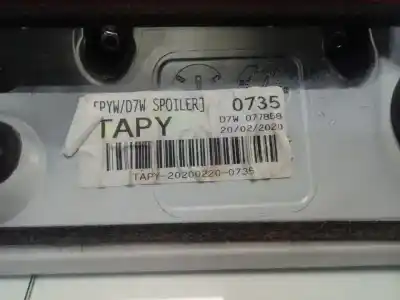 [PYW/D7W SPOILER] 0735
TAPY D7W 077858
20/02/2020
TAPY-20200220-0735